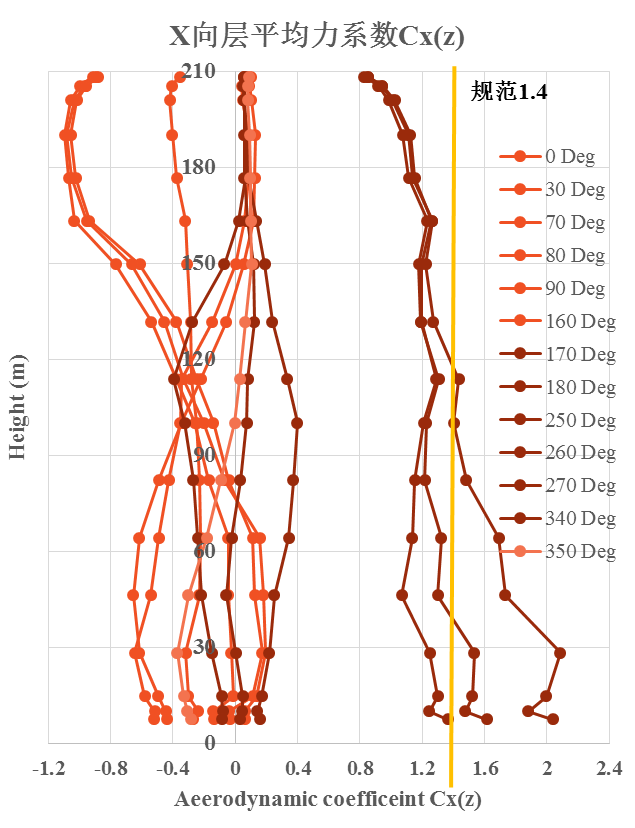 X向层平均力系数Cx(z)
规范1.4
210
180
150
120
90
60
30
0
-1.2 -0.8 -0.4 0 0.4 0.8 1.2 1.6 2 2.4
Height (m)
Aeerodynamic coefficeint Cx(z)
0 Deg
30 Deg
70 Deg
80 Deg
90 Deg
160 Deg
170 Deg
180 Deg
250 Deg
260 Deg
270 Deg
340 Deg
350 Deg